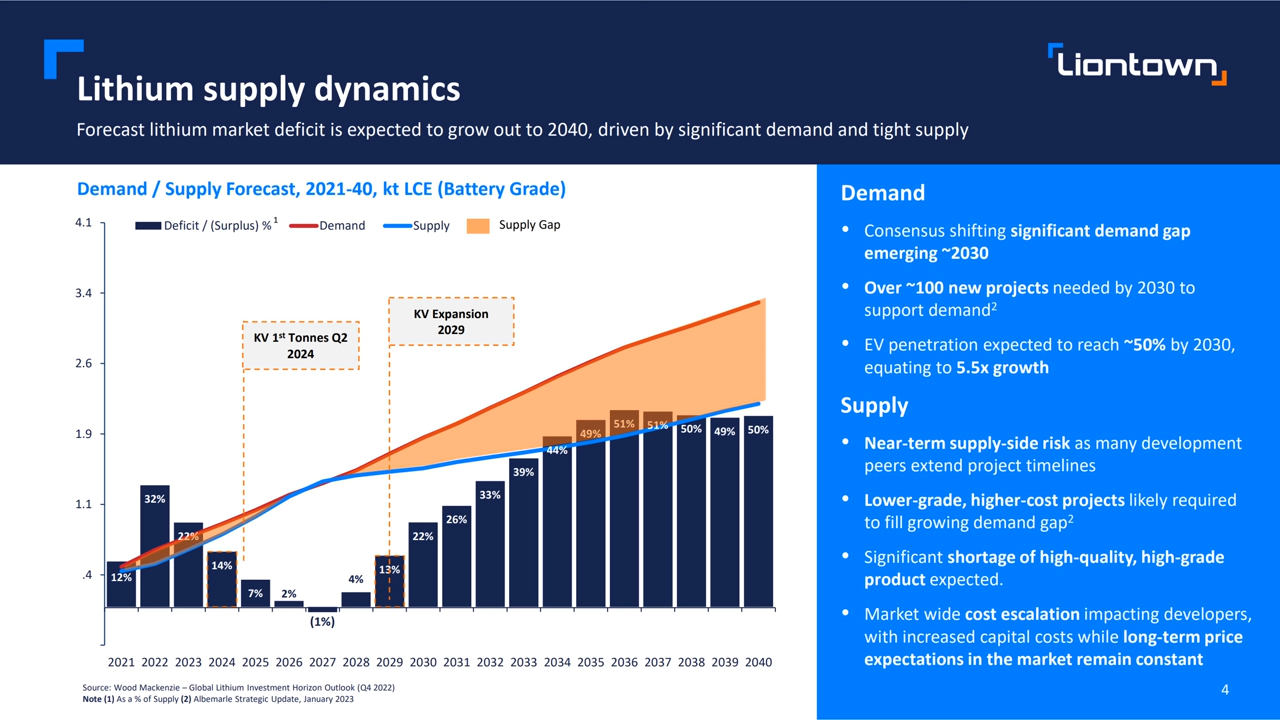 Lithium supply dynamics
Liontown
Forecast lithium market deficit is expected to grow out to 2040, driven by significant demand and tight supply
Demand / Supply Forecast, 2021-40, kt LCE (Battery Grade)
Deficit / (Surplus) % 1 Demand Supply Supply Gap
4.1
3.4
2.6
1.9
1.1
.4
KV 1st Tonnes Q2
2024
KV Expansion
2029
12% 32% 22% 14% 7% 2% (1%) 4% 13% 22% 26% 33% 39% 44% 49% 51% 51% 50% 49% 50%
2021 2022 2023 2024 2025 2026 2027 2028 2029 2030 2031 2032 2033 2034 2035 2036 2037 2038 2039 2040
Source: Wood Mackenzie – Global Lithium Investment Horizon Outlook (Q4 2022)
Note (1) As a % of Supply (2) Albemarle Strategic Update, January 2023
Demand
• Consensus shifting significant demand gap
emerging ~2030
• Over ~100 new projects needed by 2030 to
support demand2
• EV penetration expected to reach ~50% by 2030,
equating to 5.5x growth
Supply
• Near-term supply-side risk as many development
peers extend project timelines
• Lower-grade, higher-cost projects likely required
to fill growing demand gap2
• Significant shortage of high-quality, high-grade
product expected.
• Market wide cost escalation impacting developers,
with increased capital costs while long-term price
expectations in the market remain constant
4